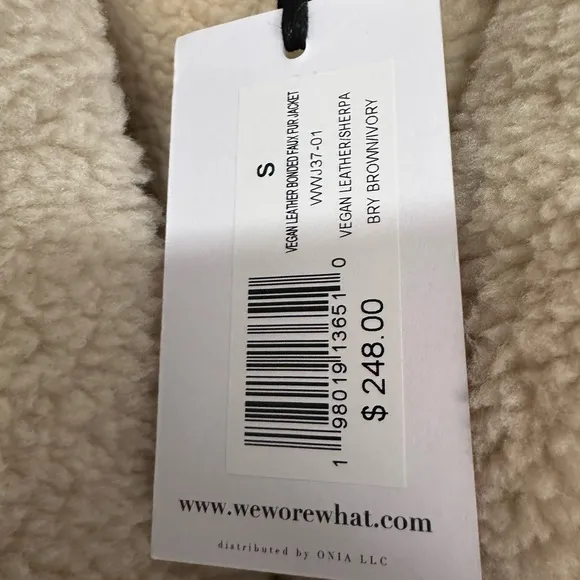 S
VEGAN LEATHER BONDED FAUX FUR JACKET
WWJ37-01
VEGAN LEATHER/SHERPA
BRY BROWN/IVORY
1 98019 13651 0
$ 248.00
www.weworewhat.com
distributed by ONIA LLC